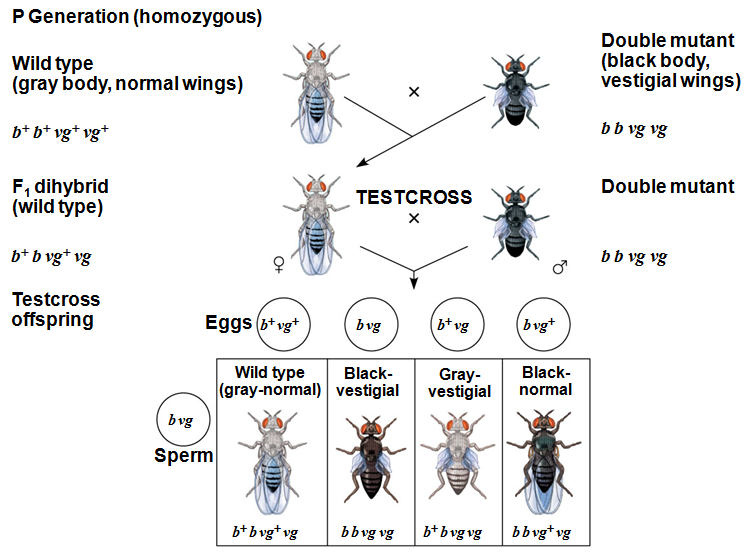 P Generation (homozygous)
Wild type
(gray body, normal wings)
b⁺ b⁺ vg⁺ vg⁺
×
Double mutant
(black body,
vestigial wings)
b b vg vg
F₁ dihybrid
(wild type)
b⁺ b vg⁺ vg
♀
TESTCROSS
×
♂
Double mutant
b b vg vg
Testcross
offspring
Eggs
b⁺ vg⁺
b vg
b⁺ vg
b vg⁺
b vg
Sperm
Wild type
(gray-normal)
b⁺ b vg⁺ vg
Black-
vestigial
b b vg vg
Gray-
vestigial
b⁺ b vg vg
Black-
normal
b b vg⁺ vg